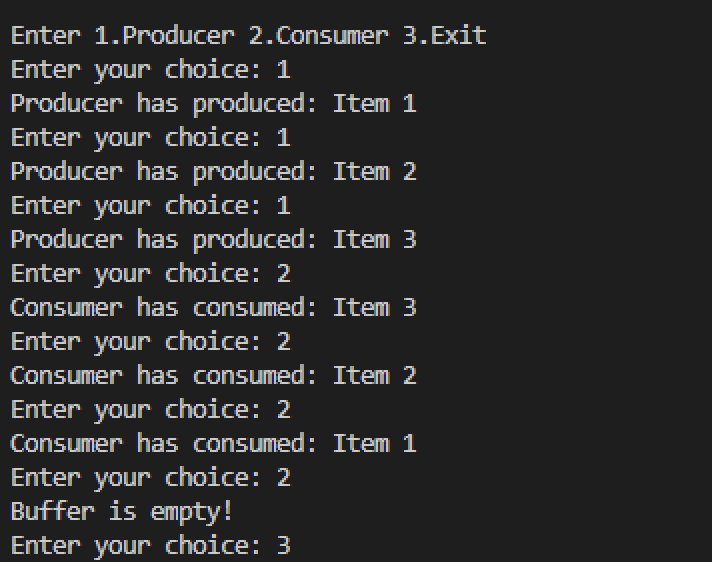 Enter 1.Producer 2.Consumer 3.Exit
Enter your choice: 1
Producer has produced: Item 1
Enter your choice: 1
Producer has produced: Item 2
Enter your choice: 1
Producer has produced: Item 3
Enter your choice: 2
Consumer has consumed: Item 3
Enter your choice: 2
Consumer has consumed: Item 2
Enter your choice: 2
Consumer has consumed: Item 1
Enter your choice: 2
Buffer is empty!
Enter your choice: 3